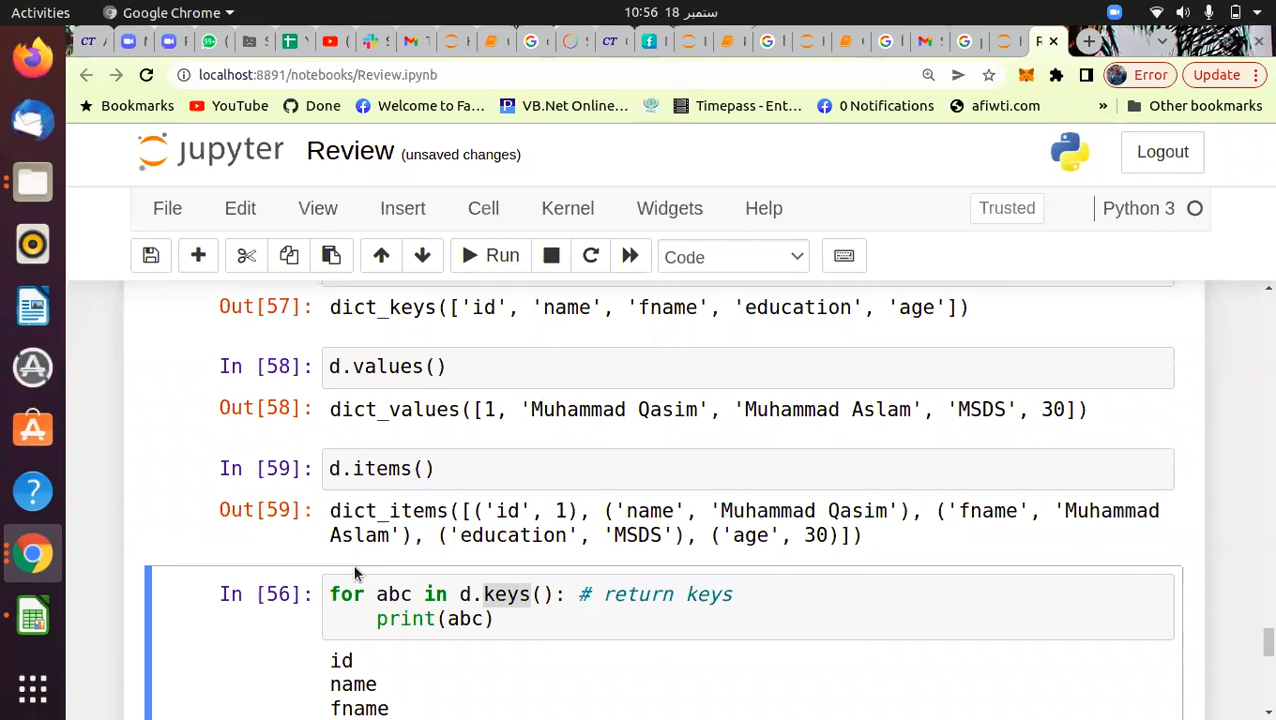 Activities
Google Chrome
10:56 18 ستمبر
CT
99+
CT
R
localhost:8891/notebooks/Review.ipynb
Error
Update
Bookmarks
YouTube
Done
Welcome to Fa...
VB.Net Online...
Timepass - Ent...
0 Notifications
afiwti.com
»
Other bookmarks
jupyter
Review (unsaved changes)
Logout
File
Edit
View
Insert
Cell
Kernel
Widgets
Help
Trusted
Python 3
Run
Code
Out[57]: dict_keys(['id', 'name', 'fname', 'education', 'age'])
In [58]: d.values()
Out[58]: dict_values([1, 'Muhammad Qasim', 'Muhammad Aslam', 'MSDS', 30])
In [59]: d.items()
Out[59]: dict_items([('id', 1), ('name', 'Muhammad Qasim'), ('fname', 'Muhammad
Aslam'), ('education', 'MSDS'), ('age', 30)])
In [56]: for abc in d.keys(): # return keys
print(abc)
id
name
fname